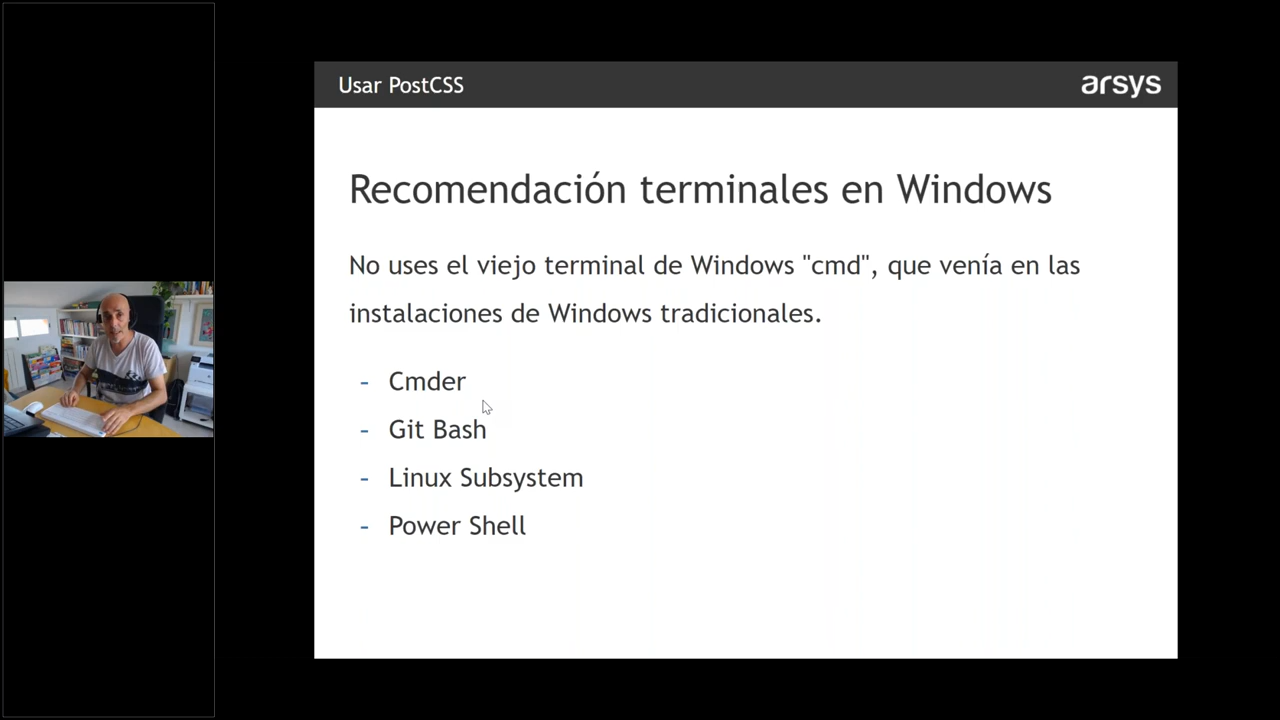 Usar PostCSS
arsys
Recomendación terminales en Windows
No uses el viejo terminal de Windows "cmd", que venía en las
instalaciones de Windows tradicionales.
- Cmder
- Git Bash
- Linux Subsystem
- Power Shell